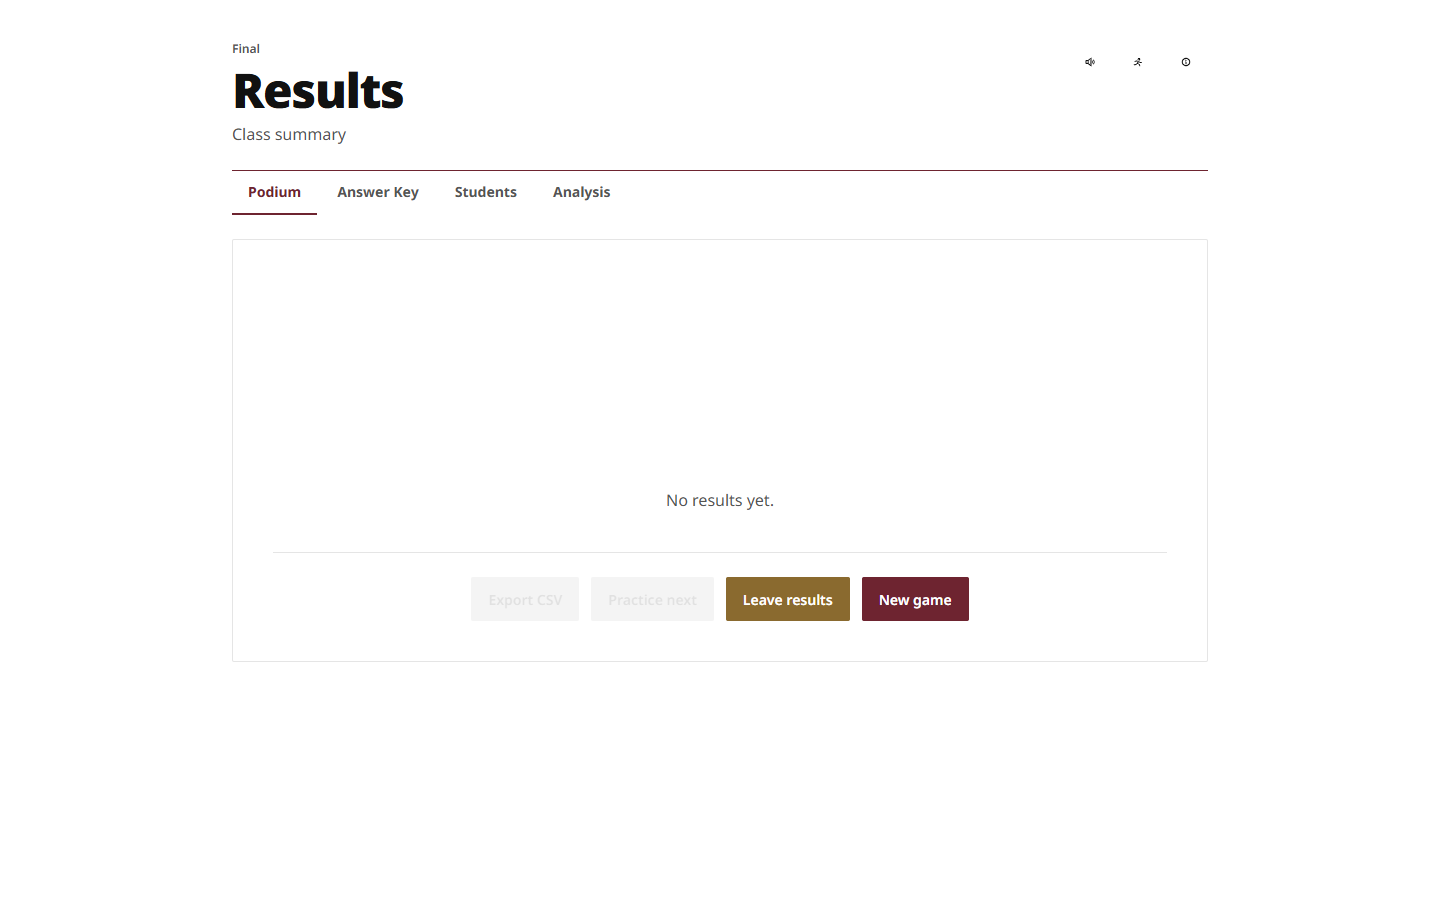 Final
Results
Class summary
Podium Answer Key Students Analysis
No results yet.
Export CSV Practice next Leave results New game